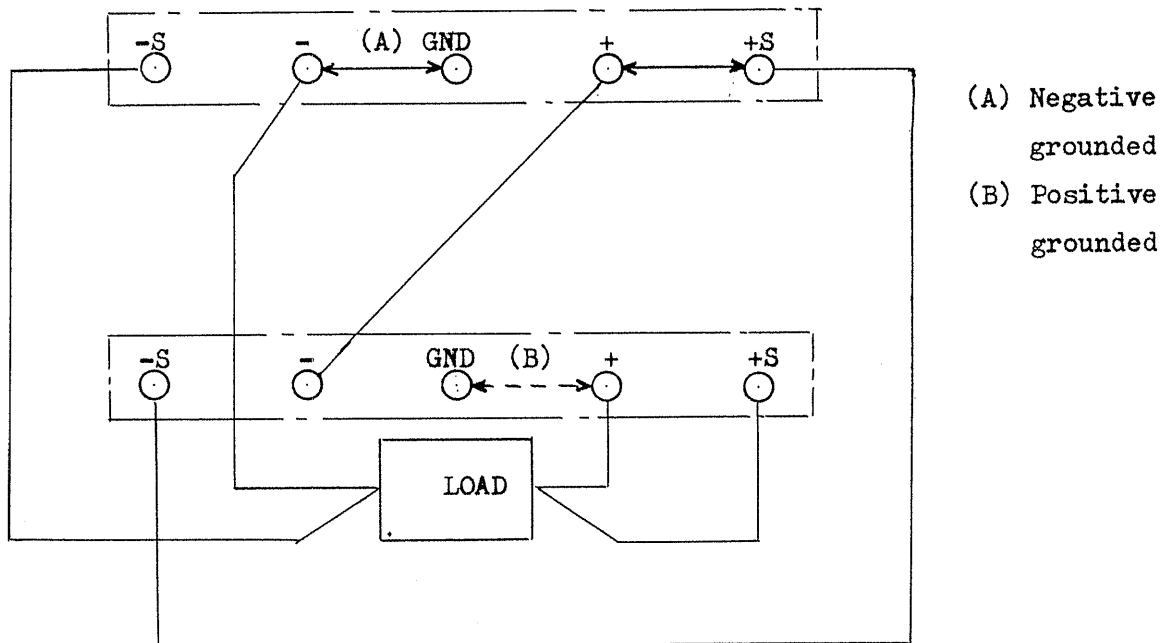 -S - (A) GND + +S
(A) Negative
grounded
(B) Positive
grounded
-S - GND (B) + +S
LOAD